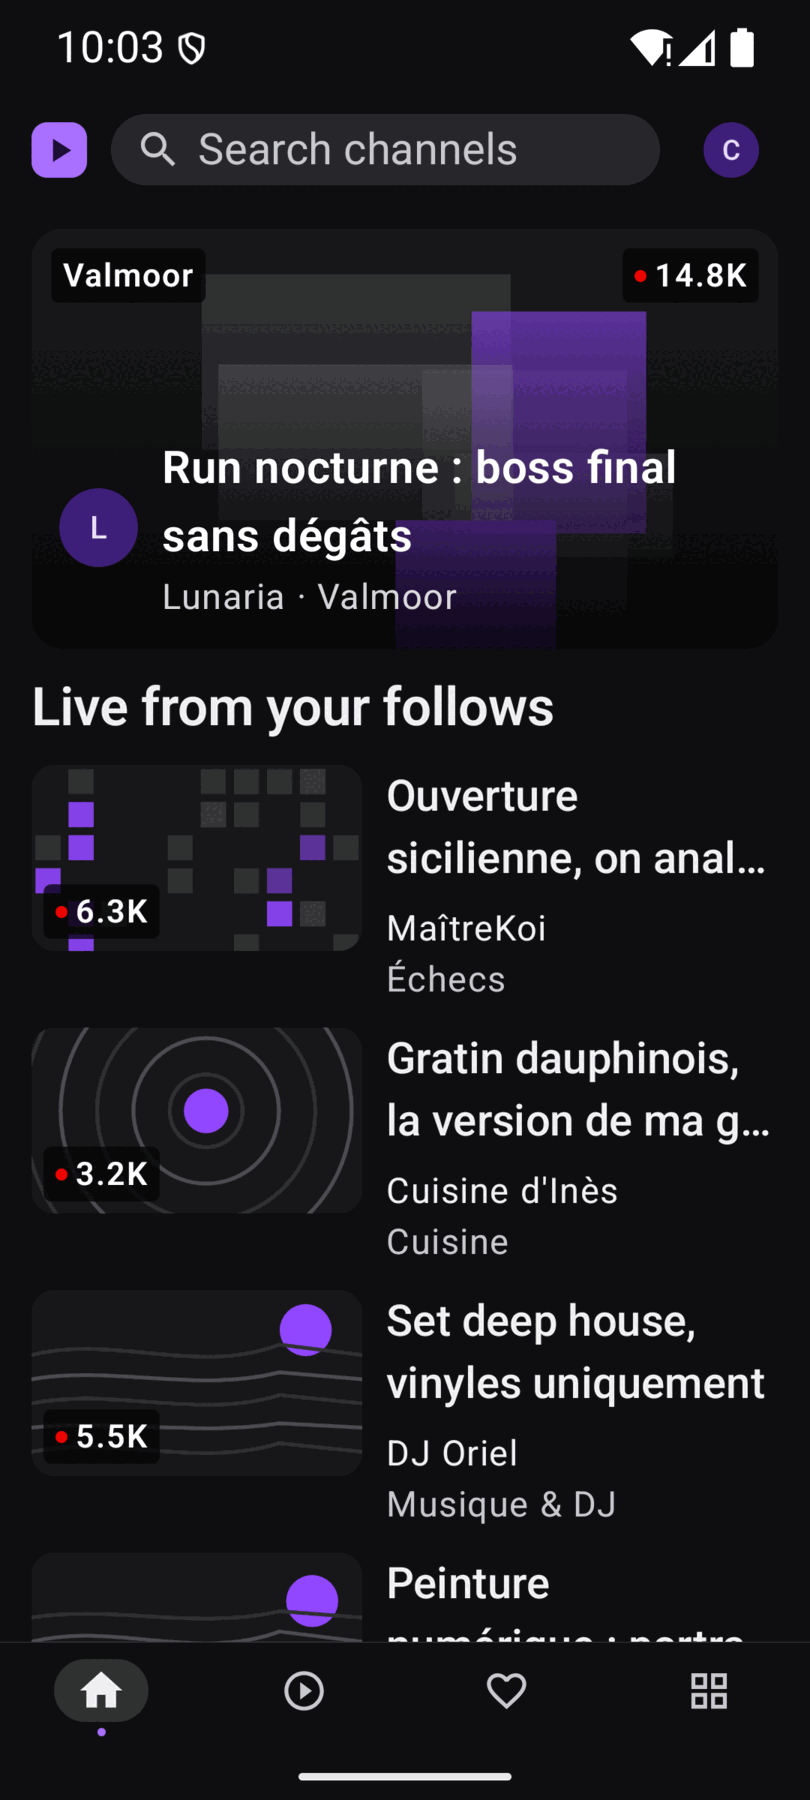 10:03
Search channels
C
Valmoor
14.8K
Run nocturne : boss final
sans dégâts
L
Lunaria · Valmoor
Live from your follows
Ouverture
sicilienne, on anal…
6.3K
MaîtreKoi
Échecs
Gratin dauphinois,
la version de ma g…
3.2K
Cuisine d'Inès
Cuisine
Set deep house,
vinyles uniquement
5.5K
DJ Oriel
Musique & DJ
Peinture
numérique : portra…